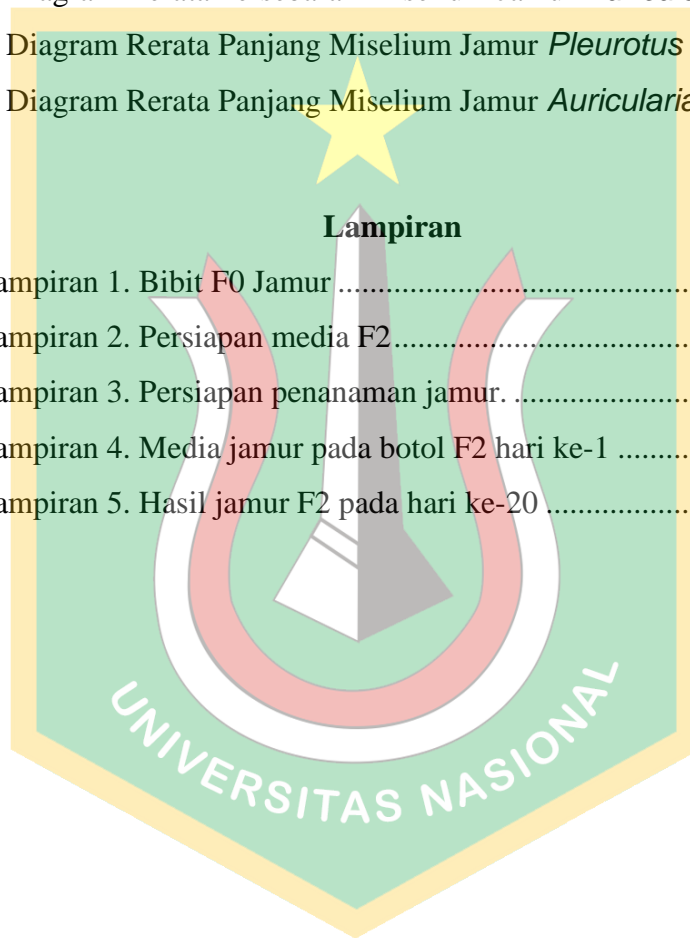 Diagram Rerata Panjang Miselium Jamur Pleurotus
Diagram Rerata Panjang Miselium Jamur Auricularia
Lampiran
ampiran 1. Bibit F0 Jamur ....................................................
ampiran 2. Persiapan media F2............................................
ampiran 3. Persiapan penanaman jamur. ..........................
ampiran 4. Media jamur pada botol F2 hari ke-1 ...........
ampiran 5. Hasil jamur F2 pada hari ke-20 .....................
UNIVERSITAS NASIONAL